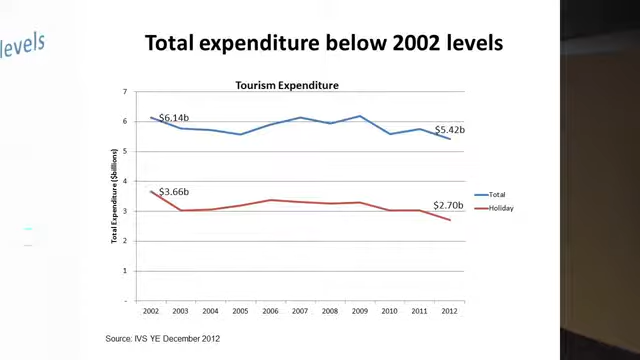 levels
Total expenditure below 2002 levels
Tourism Expenditure
Total Expenditure ($billions)
7
6
5
4
3
2
1
-
$6.14b
$5.42b
$3.66b
$2.70b
Total
Holiday
2002 2003 2004 2005 2006 2007 2008 2009 2010 2011 2012
Source: IVS YE December 2012